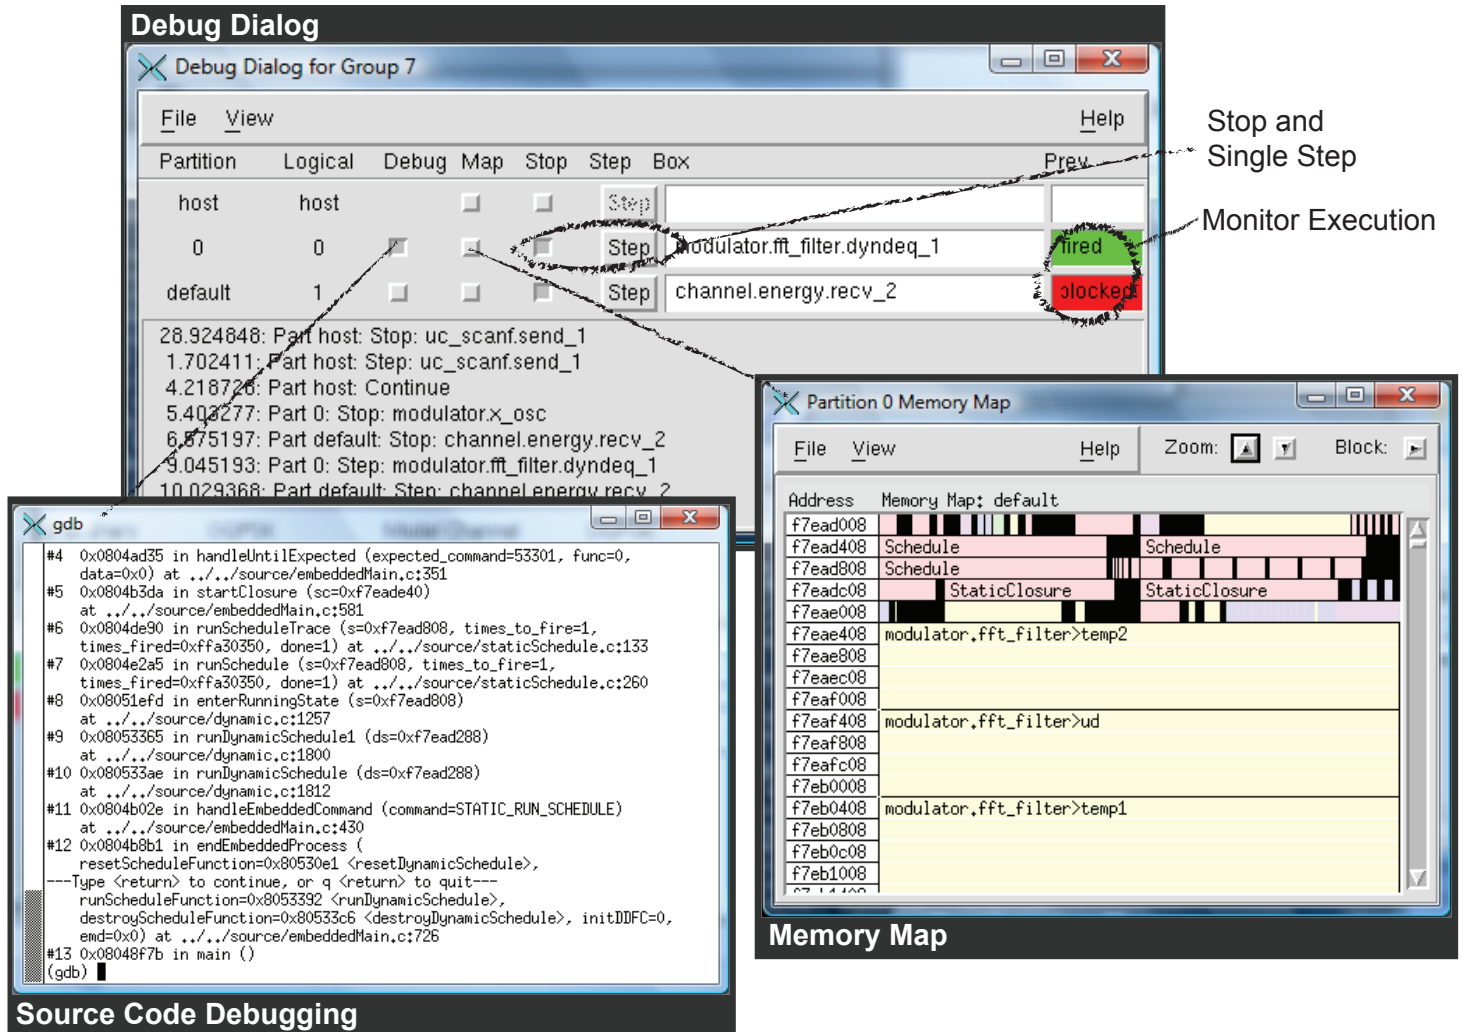 Debug Dialog
Debug Dialog for Group 7
File View Help
Partition Logical Debug Map Stop Step Box Prev
host host Step
0 0 Step modulator.fft_filter.dyndeq_1 fired
default 1 Step channel.energy.recv_2 blocked
28.924848: Part host: Stop: uc_scanf.send_1
1.702411: Part host: Step: uc_scanf.send_1
4.218726: Part host: Continue
5.403277: Part 0: Stop: modulator.x_osc
6.875197: Part default: Stop: channel.energy.recv_2
9.045193: Part 0: Step: modulator.fft_filter.dyndeq_1
10.029368: Part default: Step: channel.energy.recv_2
Stop and
Single Step
Monitor Execution
gdb
#4 0x0804ad35 in handleUntilExpected (expected_command=53301, func=0,
data=0x0) at ../../source/embeddedMain.c:351
#5 0x0804b3da in startClosure (sc=0xf7eade40)
at ../../source/embeddedMain.c:581
#6 0x0804de90 in runScheduleTrace (s=0xf7ead808, times_to_fire=1,
times_fired=0xffa30350, done=1) at ../../source/staticSchedule.c:133
#7 0x0804e2a5 in runSchedule (s=0xf7ead808, times_to_fire=1,
times_fired=0xffa30350, done=1) at ../../source/staticSchedule.c:260
#8 0x08051efd in enterRunningState (s=0xf7ead808)
at ../../source/dynamic.c:1257
#9 0x08053365 in runDynamicSchedule1 (ds=0xf7ead288)
at ../../source/dynamic.c:1800
#10 0x080533ae in runDynamicSchedule (ds=0xf7ead288)
at ../../source/dynamic.c:1812
#11 0x0804b02e in handleEmbeddedCommand (command=STATIC_RUN_SCHEDULE)
at ../../source/embeddedMain.c:430
#12 0x0804b8b1 in endEmbeddedProcess (
resetScheduleFunction=0x80530e1 <resetDynamicSchedule>,
---Type <return> to continue, or q <return> to quit---
runScheduleFunction=0x8053392 <runDynamicSchedule>,
destroyScheduleFunction=0x80533c6 <destroyDynamicSchedule>, initDDFC=0,
emd=0x0) at ../../source/embeddedMain.c:726
#13 0x08048f7b in main ()
(gdb)
Source Code Debugging
Partition 0 Memory Map
File View Help Zoom: Block:
Address Memory Map: default
f7ead008
f7ead408 Schedule Schedule
f7ead808 Schedule
f7eadc08 StaticClosure StaticClosure
f7eae008
f7eae408 modulator.fft_filter>temp2
f7eae808
f7eaec08
f7eaf008
f7eaf408 modulator.fft_filter>ud
f7eaf808
f7eafc08
f7eb0008
f7eb0408 modulator.fft_filter>temp1
f7eb0808
f7eb0c08
f7eb1008
Memory Map